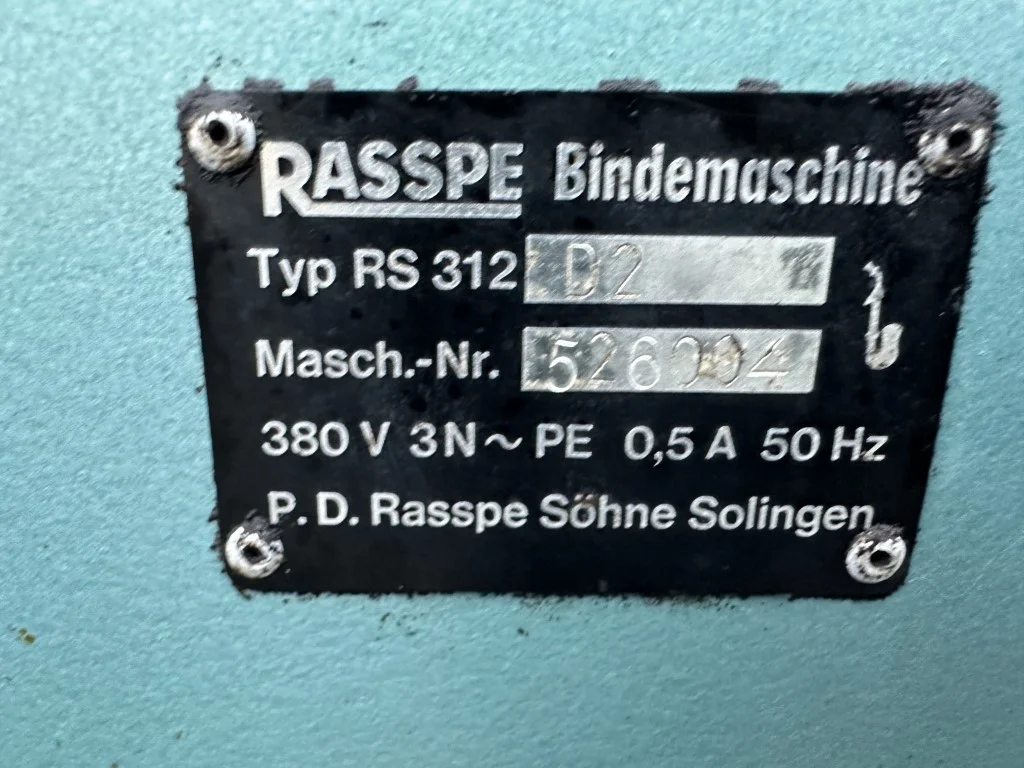 RASSPE Bindemaschine
Typ RS 312 D2
Masch.-Nr. 526004
380 V 3N ~ PE 0,5 A 50 Hz
P. D. Rasspe Söhne Solingen